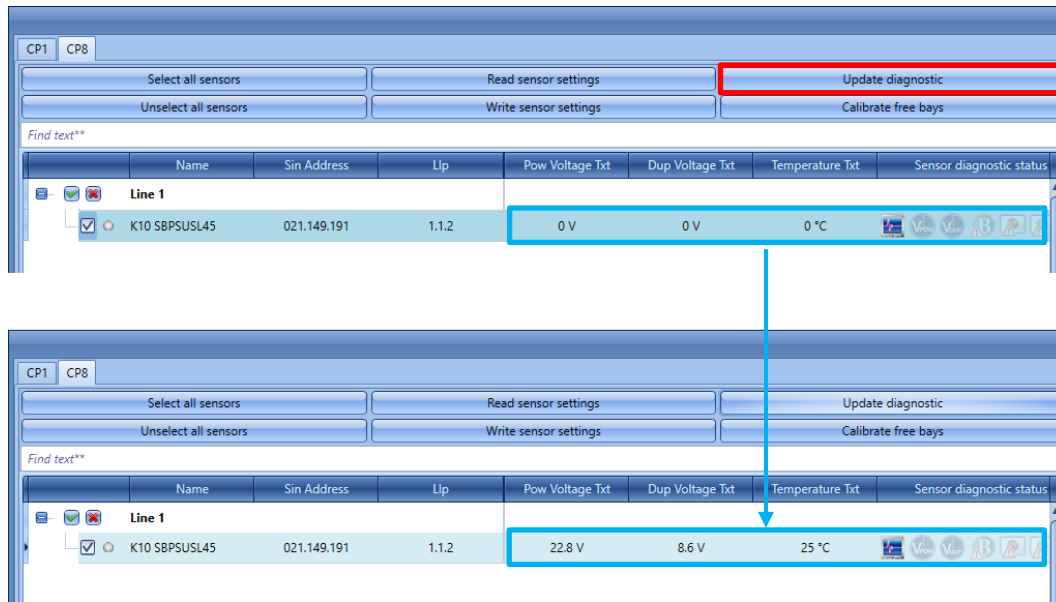 CP1 CP8
Select all sensors Read sensor settings Update diagnostic
Unselect all sensors Write sensor settings Calibrate free bays
Find text**
Name Sin Address Llp Pow Voltage Txt Dup Voltage Txt Temperature Txt Sensor diagnostic status
Line 1
K10 SBPSUSL45 021.149.191 1.1.2 0 V 0 V 0 °C
CP1 CP8
Select all sensors Read sensor settings Update diagnostic
Unselect all sensors Write sensor settings Calibrate free bays
Find text**
Name Sin Address Llp Pow Voltage Txt Dup Voltage Txt Temperature Txt Sensor diagnostic status
Line 1
K10 SBPSUSL45 021.149.191 1.1.2 22.8 V 8.6 V 25 °C